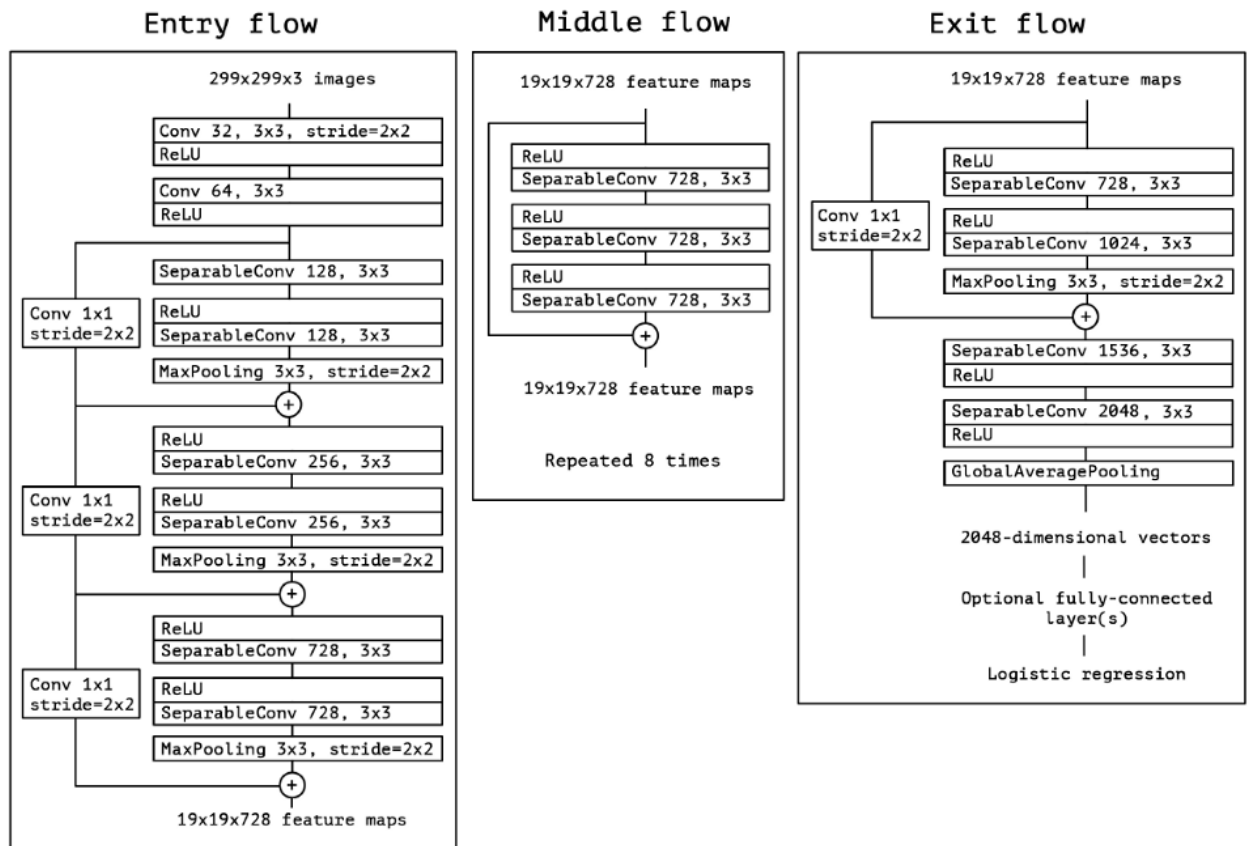 Entry flow
299x299x3 images
Conv 32, 3x3, stride=2x2
ReLU
Conv 64, 3x3
ReLU
SeparableConv 128, 3x3
Conv 1x1
stride=2x2
ReLU
SeparableConv 128, 3x3
MaxPooling 3x3, stride=2x2
+
ReLU
SeparableConv 256, 3x3
Conv 1x1
stride=2x2
ReLU
SeparableConv 256, 3x3
MaxPooling 3x3, stride=2x2
+
ReLU
SeparableConv 728, 3x3
Conv 1x1
stride=2x2
ReLU
SeparableConv 728, 3x3
MaxPooling 3x3, stride=2x2
+
19x19x728 feature maps
Middle flow
19x19x728 feature maps
ReLU
SeparableConv 728, 3x3
ReLU
SeparableConv 728, 3x3
ReLU
SeparableConv 728, 3x3
+
19x19x728 feature maps
Repeated 8 times
Exit flow
19x19x728 feature maps
ReLU
SeparableConv 728, 3x3
Conv 1x1
stride=2x2
ReLU
SeparableConv 1024, 3x3
MaxPooling 3x3, stride=2x2
+
SeparableConv 1536, 3x3
ReLU
SeparableConv 2048, 3x3
ReLU
GlobalAveragePooling
2048-dimensional vectors
Optional fully-connected
layer(s)
Logistic regression